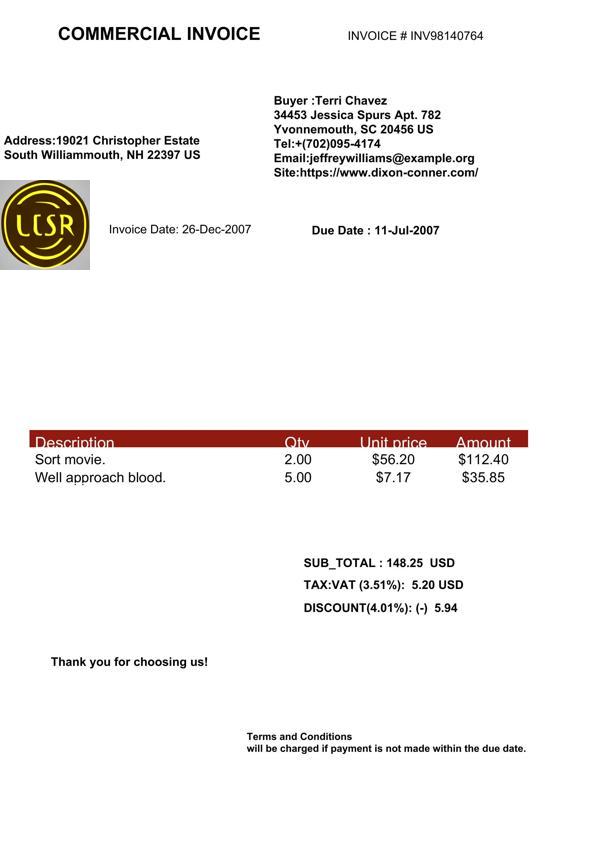 COMMERCIAL INVOICE
INVOICE # INV98140764
Buyer :Terri Chavez
34453 Jessica Spurs Apt. 782
Yvonnemouth, SC 20456 US
Tel:+(702)095-4174
Email:jeffreywilliams@example.org
Site:https://www.dixon-conner.com/
Address:19021 Christopher Estate
South Williammouth, NH 22397 US
LCSR
Invoice Date: 26-Dec-2007
Due Date : 11-Jul-2007
Description Qty Unit price Amount
Sort movie. 2.00 $56.20 $112.40
Well approach blood. 5.00 $7.17 $35.85
SUB_TOTAL : 148.25 USD
TAX:VAT (3.51%): 5.20 USD
DISCOUNT(4.01%): (-) 5.94
Thank you for choosing us!
Terms and Conditions
will be charged if payment is not made within the due date.